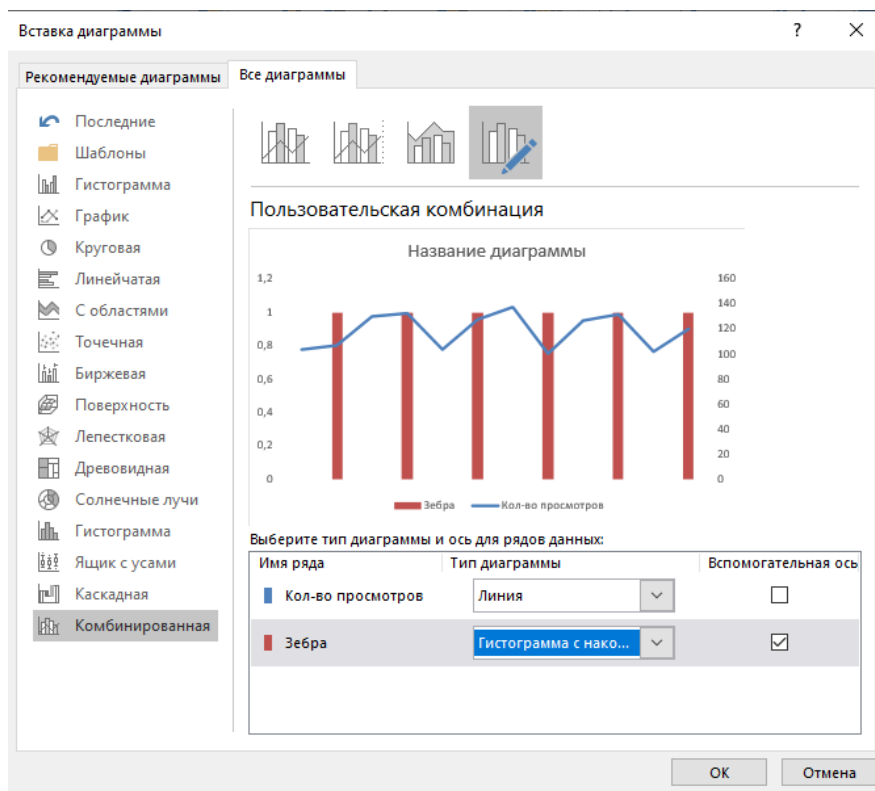 Вставка диаграммы ?
Рекомендуемые диаграммы Все диаграммы
Последние
Шаблоны
Гистограмма
График
Круговая
Линейчатая
С областями
Точечная
Биржевая
Поверхность
Лепестковая
Древовидная
Солнечные лучи
Гистограмма
Ящик с усами
Каскадная
Комбинированная
Пользовательская комбинация
Название диаграммы
1,2 160
1 140
0,8 120
0,6 100
0,4 80
0,2 60
0 40
20
0
Зебра Кол-во просмотров
Выберите тип диаграммы и ось для рядов данных:
Имя ряда Тип диаграммы Вспомогательная ось
Кол-во просмотров Линия
Зебра Гистограмма с нако...
ОК Отмена